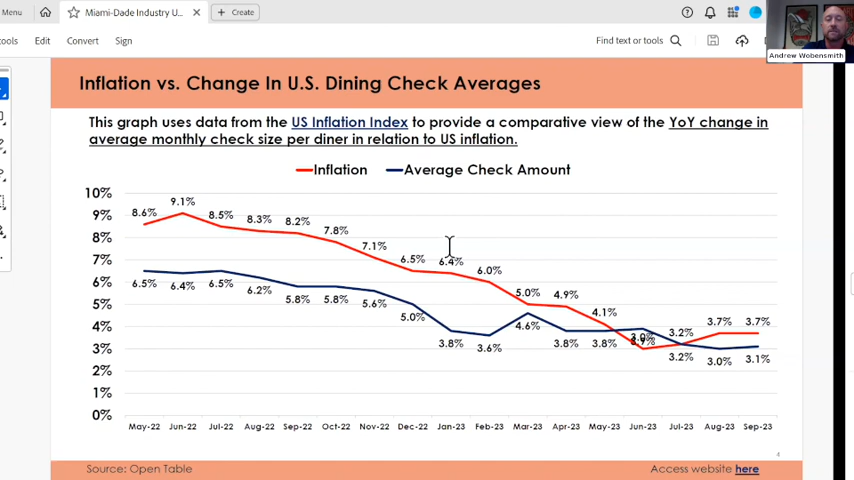 Menu
Miami-Dade Industry U...
Create
Edit
Convert
Sign
Find text or tools
Andrew Wobensmith
Inflation vs. Change In U.S. Dining Check Averages
This graph uses data from the US Inflation Index to provide a comparative view of the YoY change in
average monthly check size per diner in relation to US inflation.
Inflation
Average Check Amount
10%
9%
8%
7%
6%
5%
4%
3%
2%
1%
0%
8.6% 9.1% 8.5% 8.3% 8.2% 7.8% 7.1% 6.5% 6.4% 6.0% 5.0% 4.9% 4.1% 3.0% 3.2% 3.7% 3.7%
6.5% 6.4% 6.5% 6.2% 5.8% 5.8% 5.6% 5.0% 3.8% 3.6% 4.6% 3.8% 3.8% 3.9% 3.2% 3.0% 3.1%
May-22 Jun-22 Jul-22 Aug-22 Sep-22 Oct-22 Nov-22 Dec-22 Jan-23 Feb-23 Mar-23 Apr-23 May-23 Jun-23 Jul-23 Aug-23 Sep-23
4
Source: Open Table
Access website here